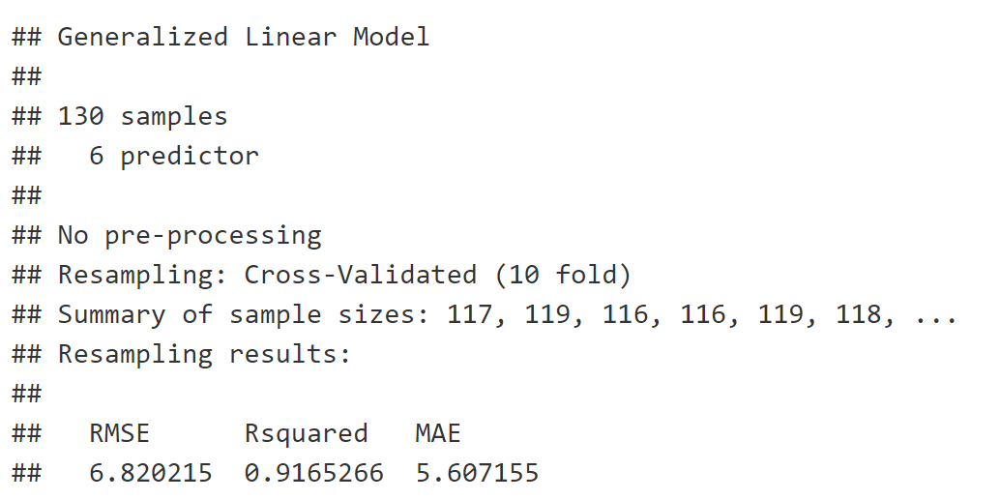 ## Generalized Linear Model
##
## 130 samples
##   6 predictor
##
## No pre-processing
## Resampling: Cross-Validated (10 fold)
## Summary of sample sizes: 117, 119, 116, 116, 119, 118, ...
## Resampling results:
##
##   RMSE      Rsquared   MAE
##   6.820215  0.9165266  5.607155